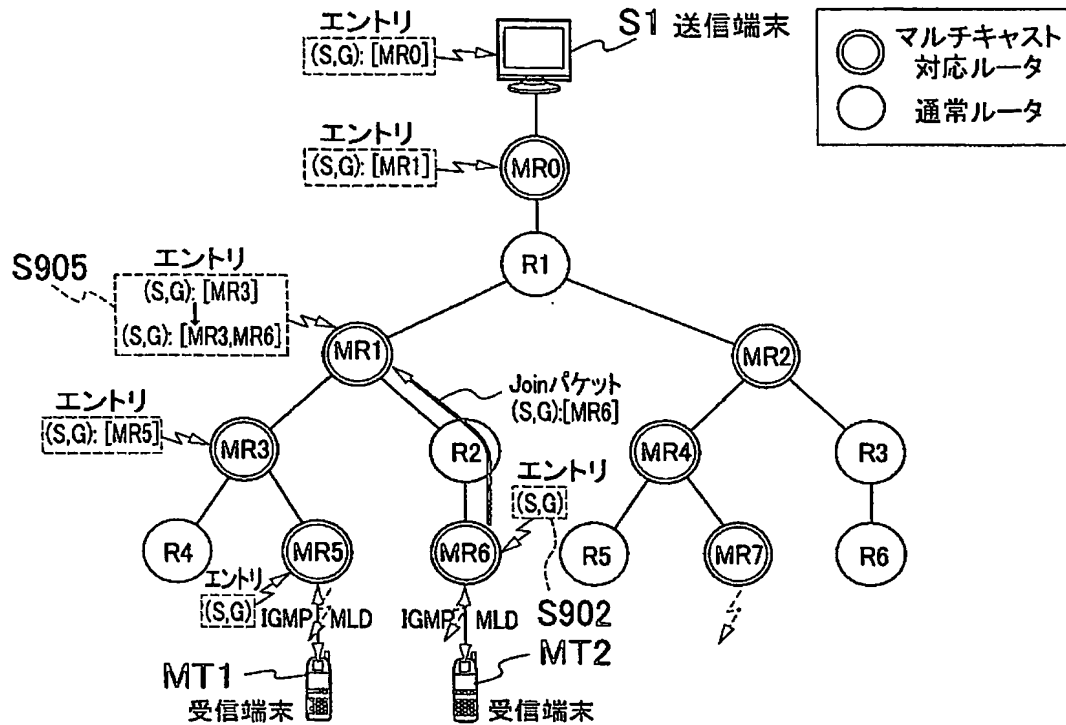 エントリ
(S,G): [MR0]
S1 送信端末
マルチキャスト
対応ルータ
通常ルータ
エントリ
(S,G): [MR1]
MR0
R1
S905
エントリ
(S,G): [MR3]
(S,G): [MR3,MR6]
MR1
MR2
Joinパケット
(S,G):[MR6]
エントリ
(S,G): [MR5]
MR3
R2
MR4
R3
エントリ
(S,G)
R4
MR5
MR6
R5
MR7
R6
エントリ
(S,G)
IGMP MLD
IGMP MLD
S902
MT1
受信端末
MT2
受信端末